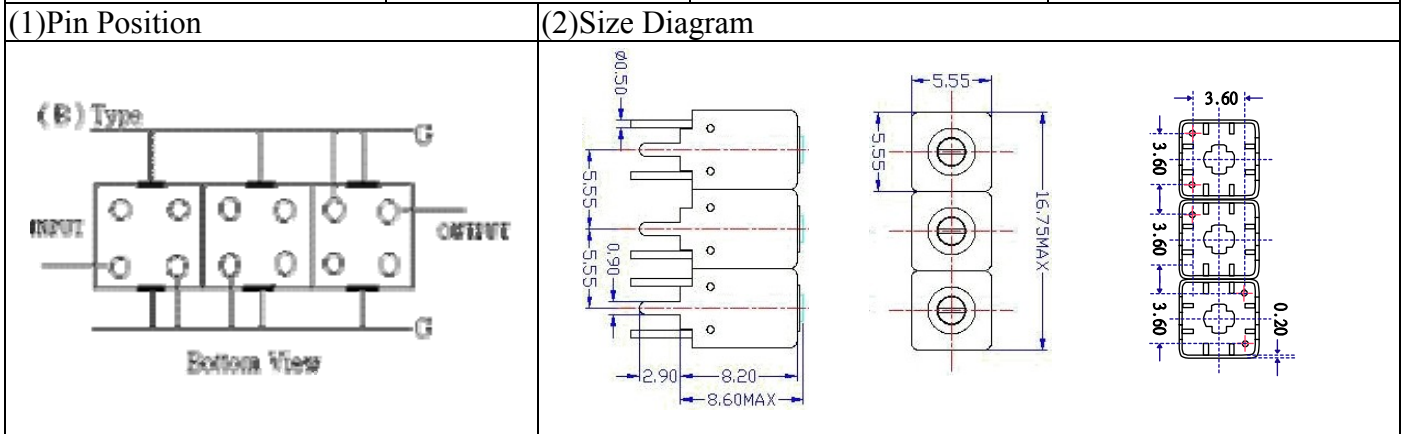 (1)Pin Position
(2)Size Diagram
(B) Type
G
INPUT
OUTPUT
G
Bottom View
ø0.50
5.55
5.55
0.90
2.90
8.20
8.60MAX
5.55
5.55
16.75MAX
3.60
3.60
3.60
3.60
0.20